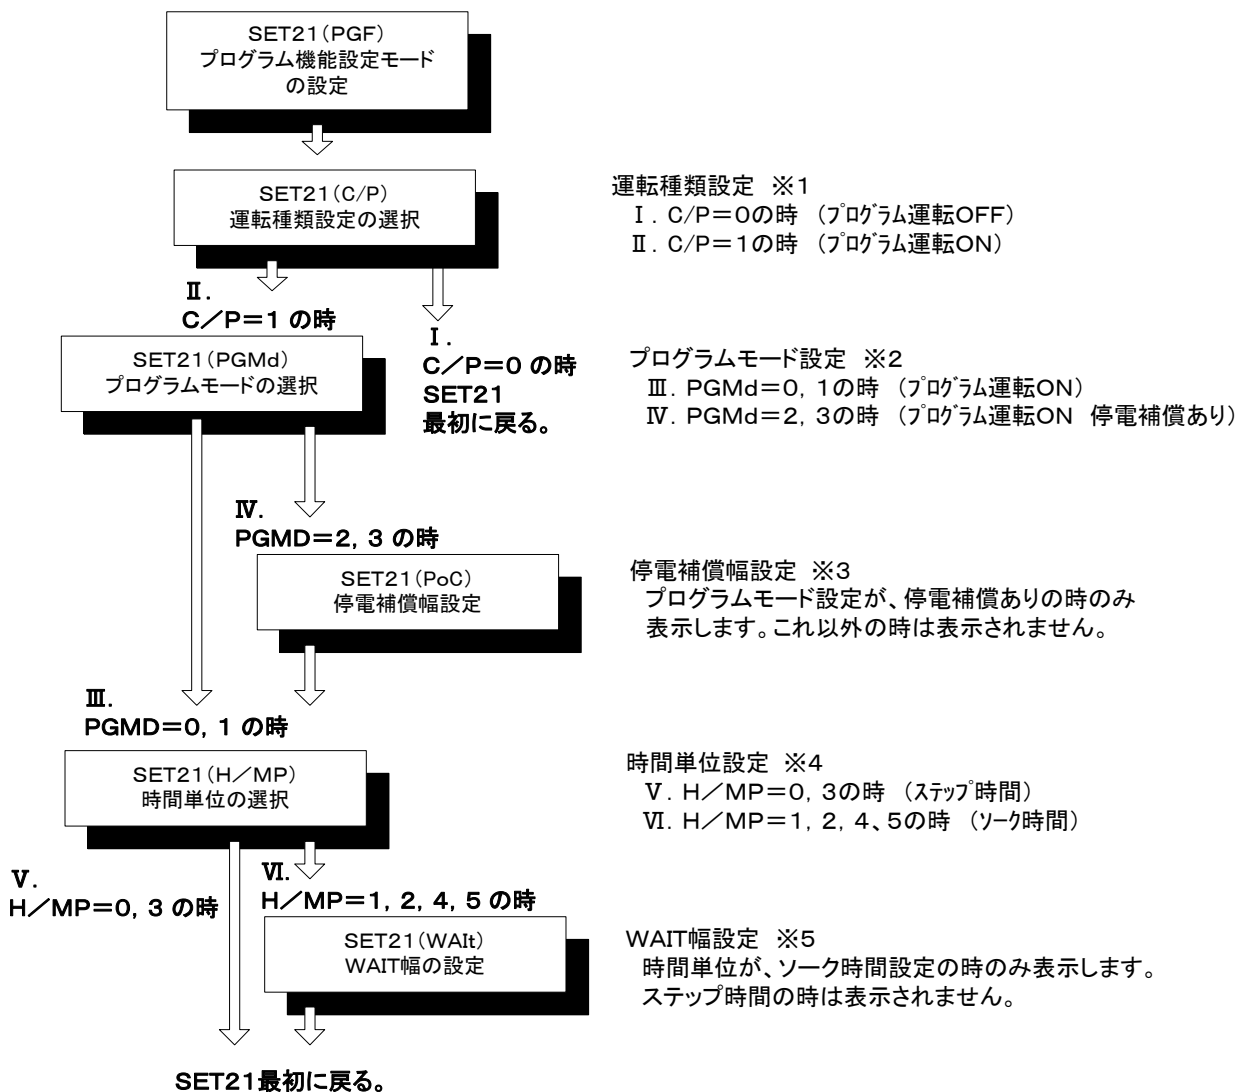 SET21(PGF)
プログラム機能設定モード
の設定
SET21(C/P)
運転種類設定の選択
運転種類設定 ※1
Ⅰ. C/P=0の時 (プログラム運転OFF)
Ⅱ. C/P=1の時 (プログラム運転ON)
Ⅱ.
C/P=1 の時
Ⅰ.
C/P=0 の時
SET21
最初に戻る。
SET21(PGMd)
プログラムモードの選択
プログラムモード設定 ※2
Ⅲ. PGMd=0, 1の時 (プログラム運転ON)
Ⅳ. PGMd=2, 3の時 (プログラム運転ON 停電補償あり)
Ⅳ.
PGMD=2, 3 の時
SET21(PoC)
停電補償幅設定
停電補償幅設定 ※3
プログラムモード設定が、停電補償ありの時のみ
表示します。これ以外の時は表示されません。
Ⅲ.
PGMD=0, 1 の時
SET21(H/MP)
時間単位の選択
時間単位設定 ※4
Ⅴ. H/MP=0, 3の時 (ステップ時間)
Ⅵ. H/MP=1, 2, 4、5の時 (ソーク時間)
Ⅴ.
H/MP=0, 3 の時
Ⅵ.
H/MP=1, 2, 4, 5 の時
SET21(WAIt)
WAIT幅の設定
WAIT幅設定 ※5
時間単位が、ソーク時間設定の時のみ表示します。
ステップ時間の時は表示されません。
SET21最初に戻る。